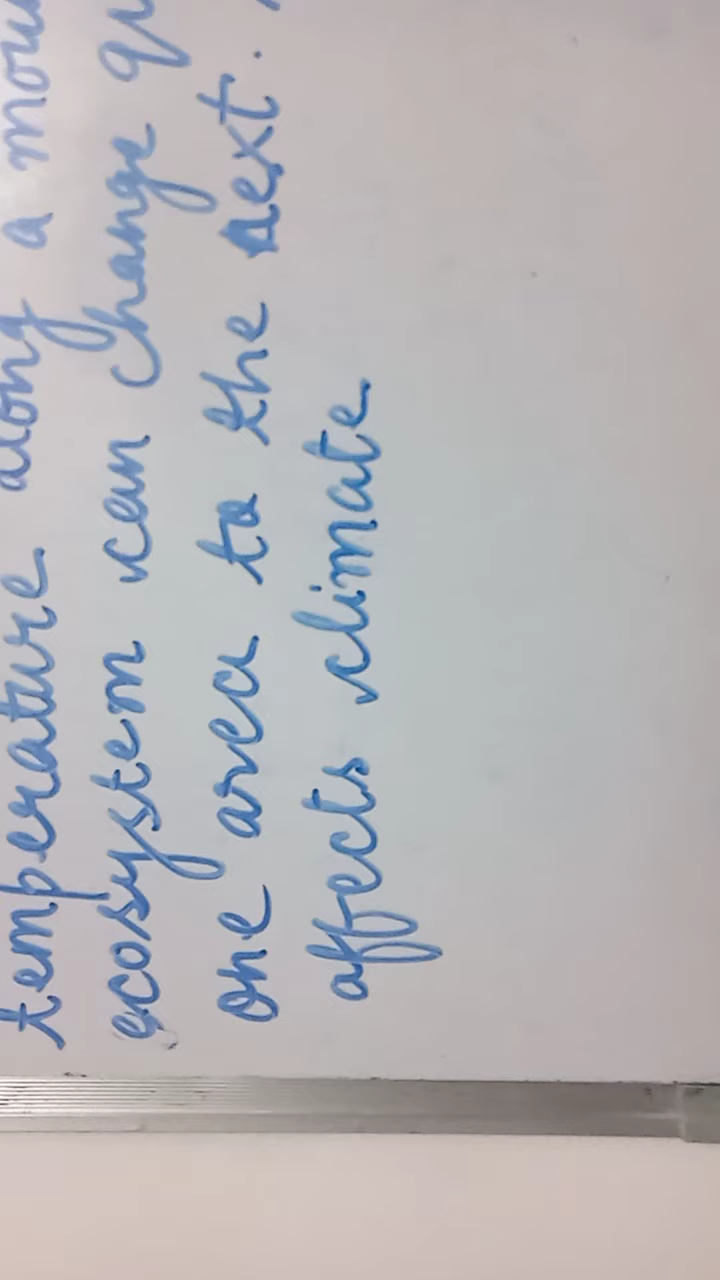 temperature along a mou
ecosystem can change qu
one area to the next.
affects climate